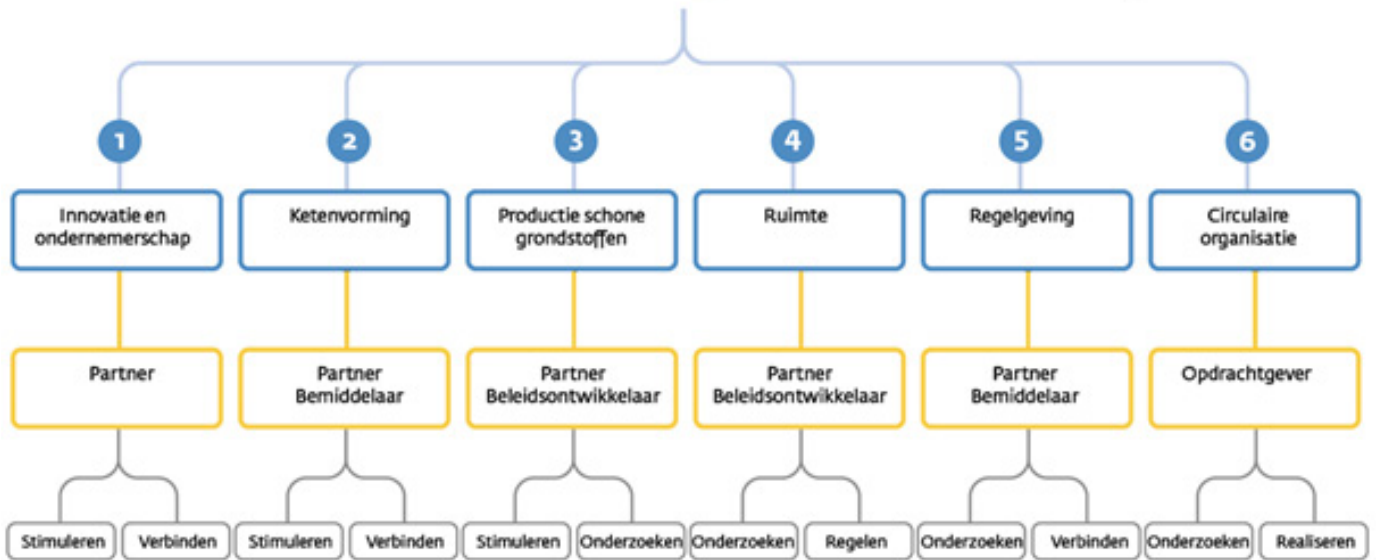 1
2
3
4
5
6
Innovatie en
ondernemerschap
Ketenvorming
Productie schone
grondstoffen
Ruimte
Regelgeving
Circulaire
organisatie
Partner
Partner
Bemiddelaar
Partner
Beleidsontwikkelaar
Partner
Beleidsontwikkelaar
Partner
Bemiddelaar
Opdrachtgever
Stimuleren
Verbinden
Stimuleren
Verbinden
Stimuleren
Onderzoeken
Onderzoeken
Regelen
Onderzoeken
Verbinden
Onderzoeken
Realiseren